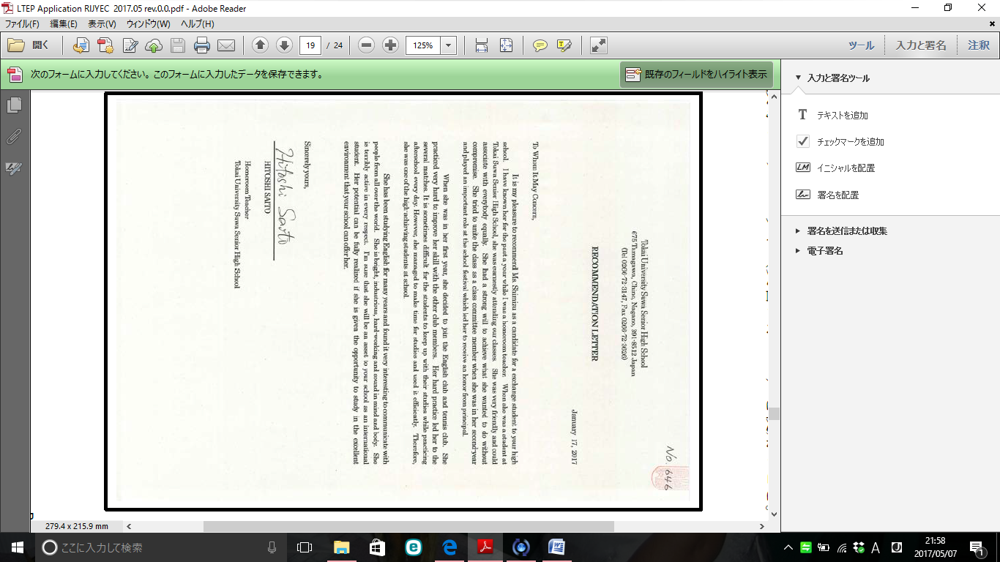 LTEP Application RIJYEC 2017.05 rev.0.0.pdf - Adobe Reader
ファイル(F) 編集(E) 表示(V) ウィンドウ(W) ヘルプ(H)
開く 19 / 24 125% ツール 入力と署名 注釈
次のフォームに入力してください。このフォームに入力したデータを保存できます。 既存のフィールドをハイライト表示
No. 646
Tokai University Suwa Senior High School
675 Tamagawa, Chino, Nagano, 391-8512 Japan
(Tel 0266-72-3147, Fax 0266-72-3020)
RECOMMENDATION LETTER
January 17, 2017
To Whom It May Concern,
It is my pleasure to recommend Ms. Shimizu as a candidate for a exchange student to your high
school. I have known her for the past a year while I was a homeroom teacher. When she was a student at
Tokai Suwa Senior High School, she was earnestly attending our classes. She was very friendly and could
associate with everybody equally. She had a strong will to achieve what she wanted to do without
compromise. She tried to unite the class as a class committee member when she was in her second year
and played an important role at the school festival which led her to receive an honor from principal.
When she was in her first year, she decided to join the English club and tennis club. She
practiced very hard to improve her skill with the other club members. Her hard practice led her to the
several matches. It is sometimes difficult for the students to keep up with their studies while practicing
afterschool every day. However, she managed to make time for studies and used it efficiently. Therefore,
she was one of the high-achieving students at school.
She has been studying English for many years and found it very interesting to communicate with
people from all over the world. She is bright, industrious, hard-working and sound in mind and body. She
is terribly active in every respect. I'm sure that she will be an asset to your school as an international
student. Her potential can be fully realized if she is given the opportunity to study in the excellent
environment that your school can offer her.
Sincerely yours,
Hitoshi Saito
HITOSHI SAITO
Homeroom Teacher
Tokai University Suwa Senior High School
入力と署名ツール
テキストを追加
チェックマークを追加
イニシャルを配置
署名を配置
署名を送信または収集
電子署名
279.4 x 215.9 mm
ここに入力して検索
A
21:58
2017/05/07
1